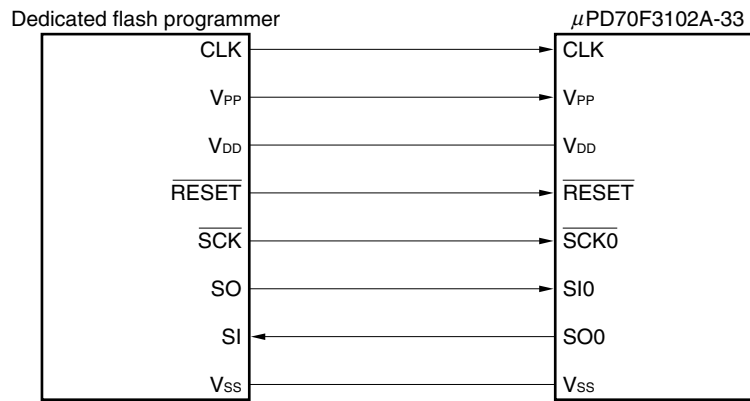 Dedicated flash programmer μPD70F3102A-33
CLK CLK
VPP VPP
VDD VDD
RESET RESET
SCK SCK0
SO SI0
SI SO0
VSS VSS